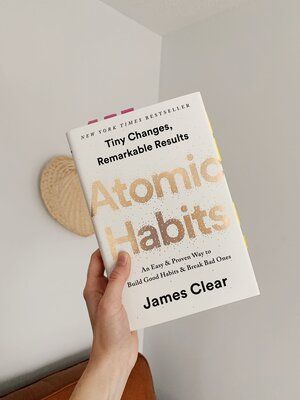 NEW YORK TIMES BESTSELLER
Tiny Changes,
Remarkable Results
Atomic
Habits
An Easy & Proven Way to
Build Good Habits & Break Bad Ones
James Clear